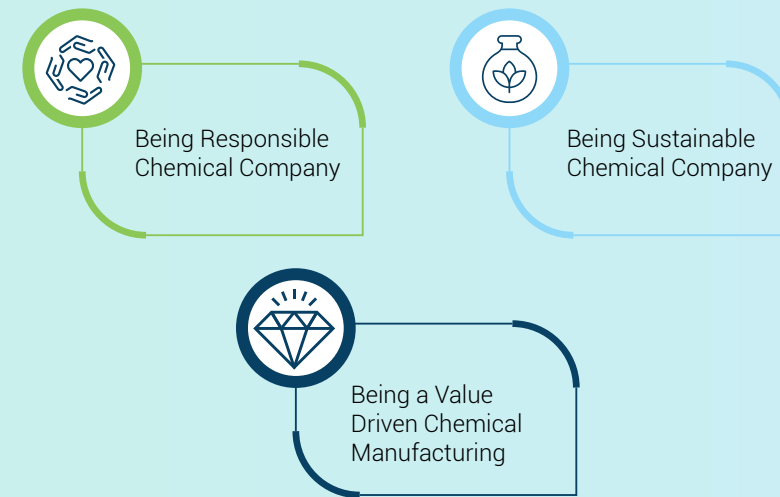 Being Responsible
Chemical Company
Being Sustainable
Chemical Company
Being a Value
Driven Chemical
Manufacturing